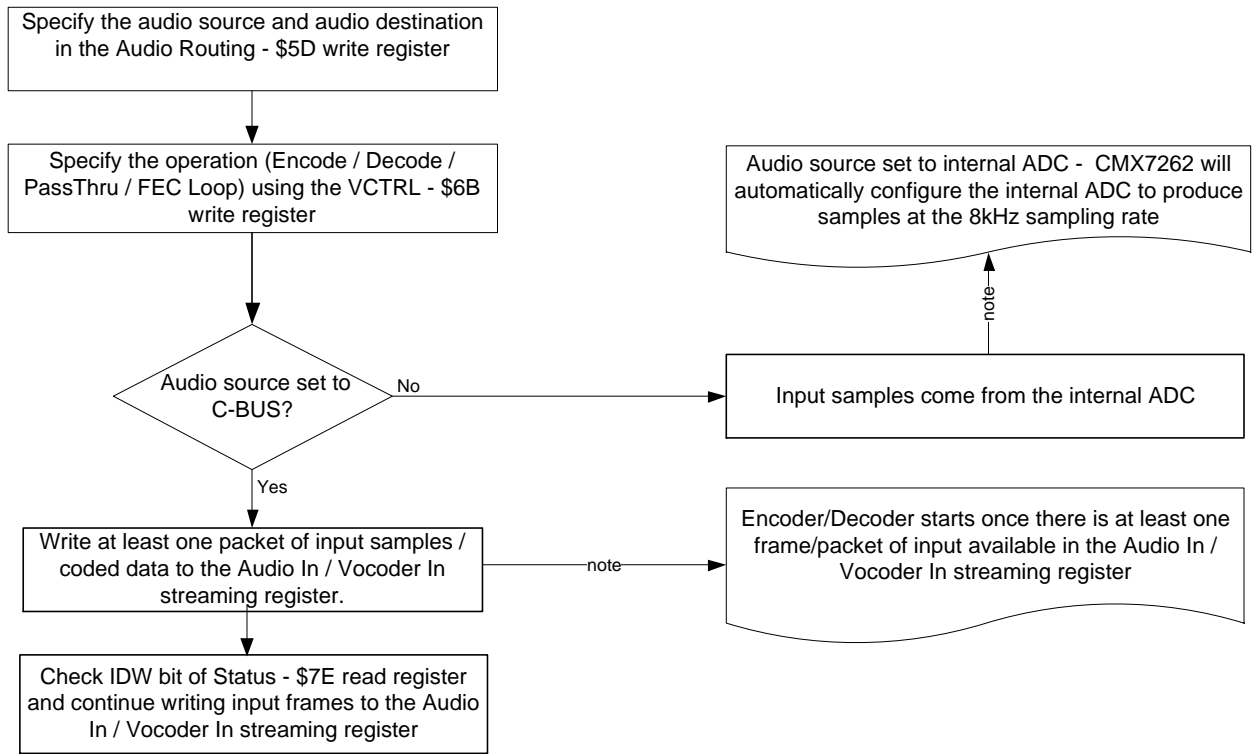 Specify the audio source and audio destination
in the Audio Routing - $5D write register
Specify the operation (Encode / Decode /
PassThru / FEC Loop) using the VCTRL - $6B
write register
Audio source set to internal ADC -  CMX7262 will
automatically configure the internal ADC to produce
samples at the 8kHz sampling rate
note
Audio source set to
C-BUS?
No
Input samples come from the internal ADC
Yes
Write at least one packet of input samples /
coded data to the Audio In / Vocoder In
streaming register.
note
Encoder/Decoder starts once there is at least one
frame/packet of input available in the Audio In /
Vocoder In streaming register
Check IDW bit of Status - $7E read register
and continue writing input frames to the Audio
In / Vocoder In streaming register